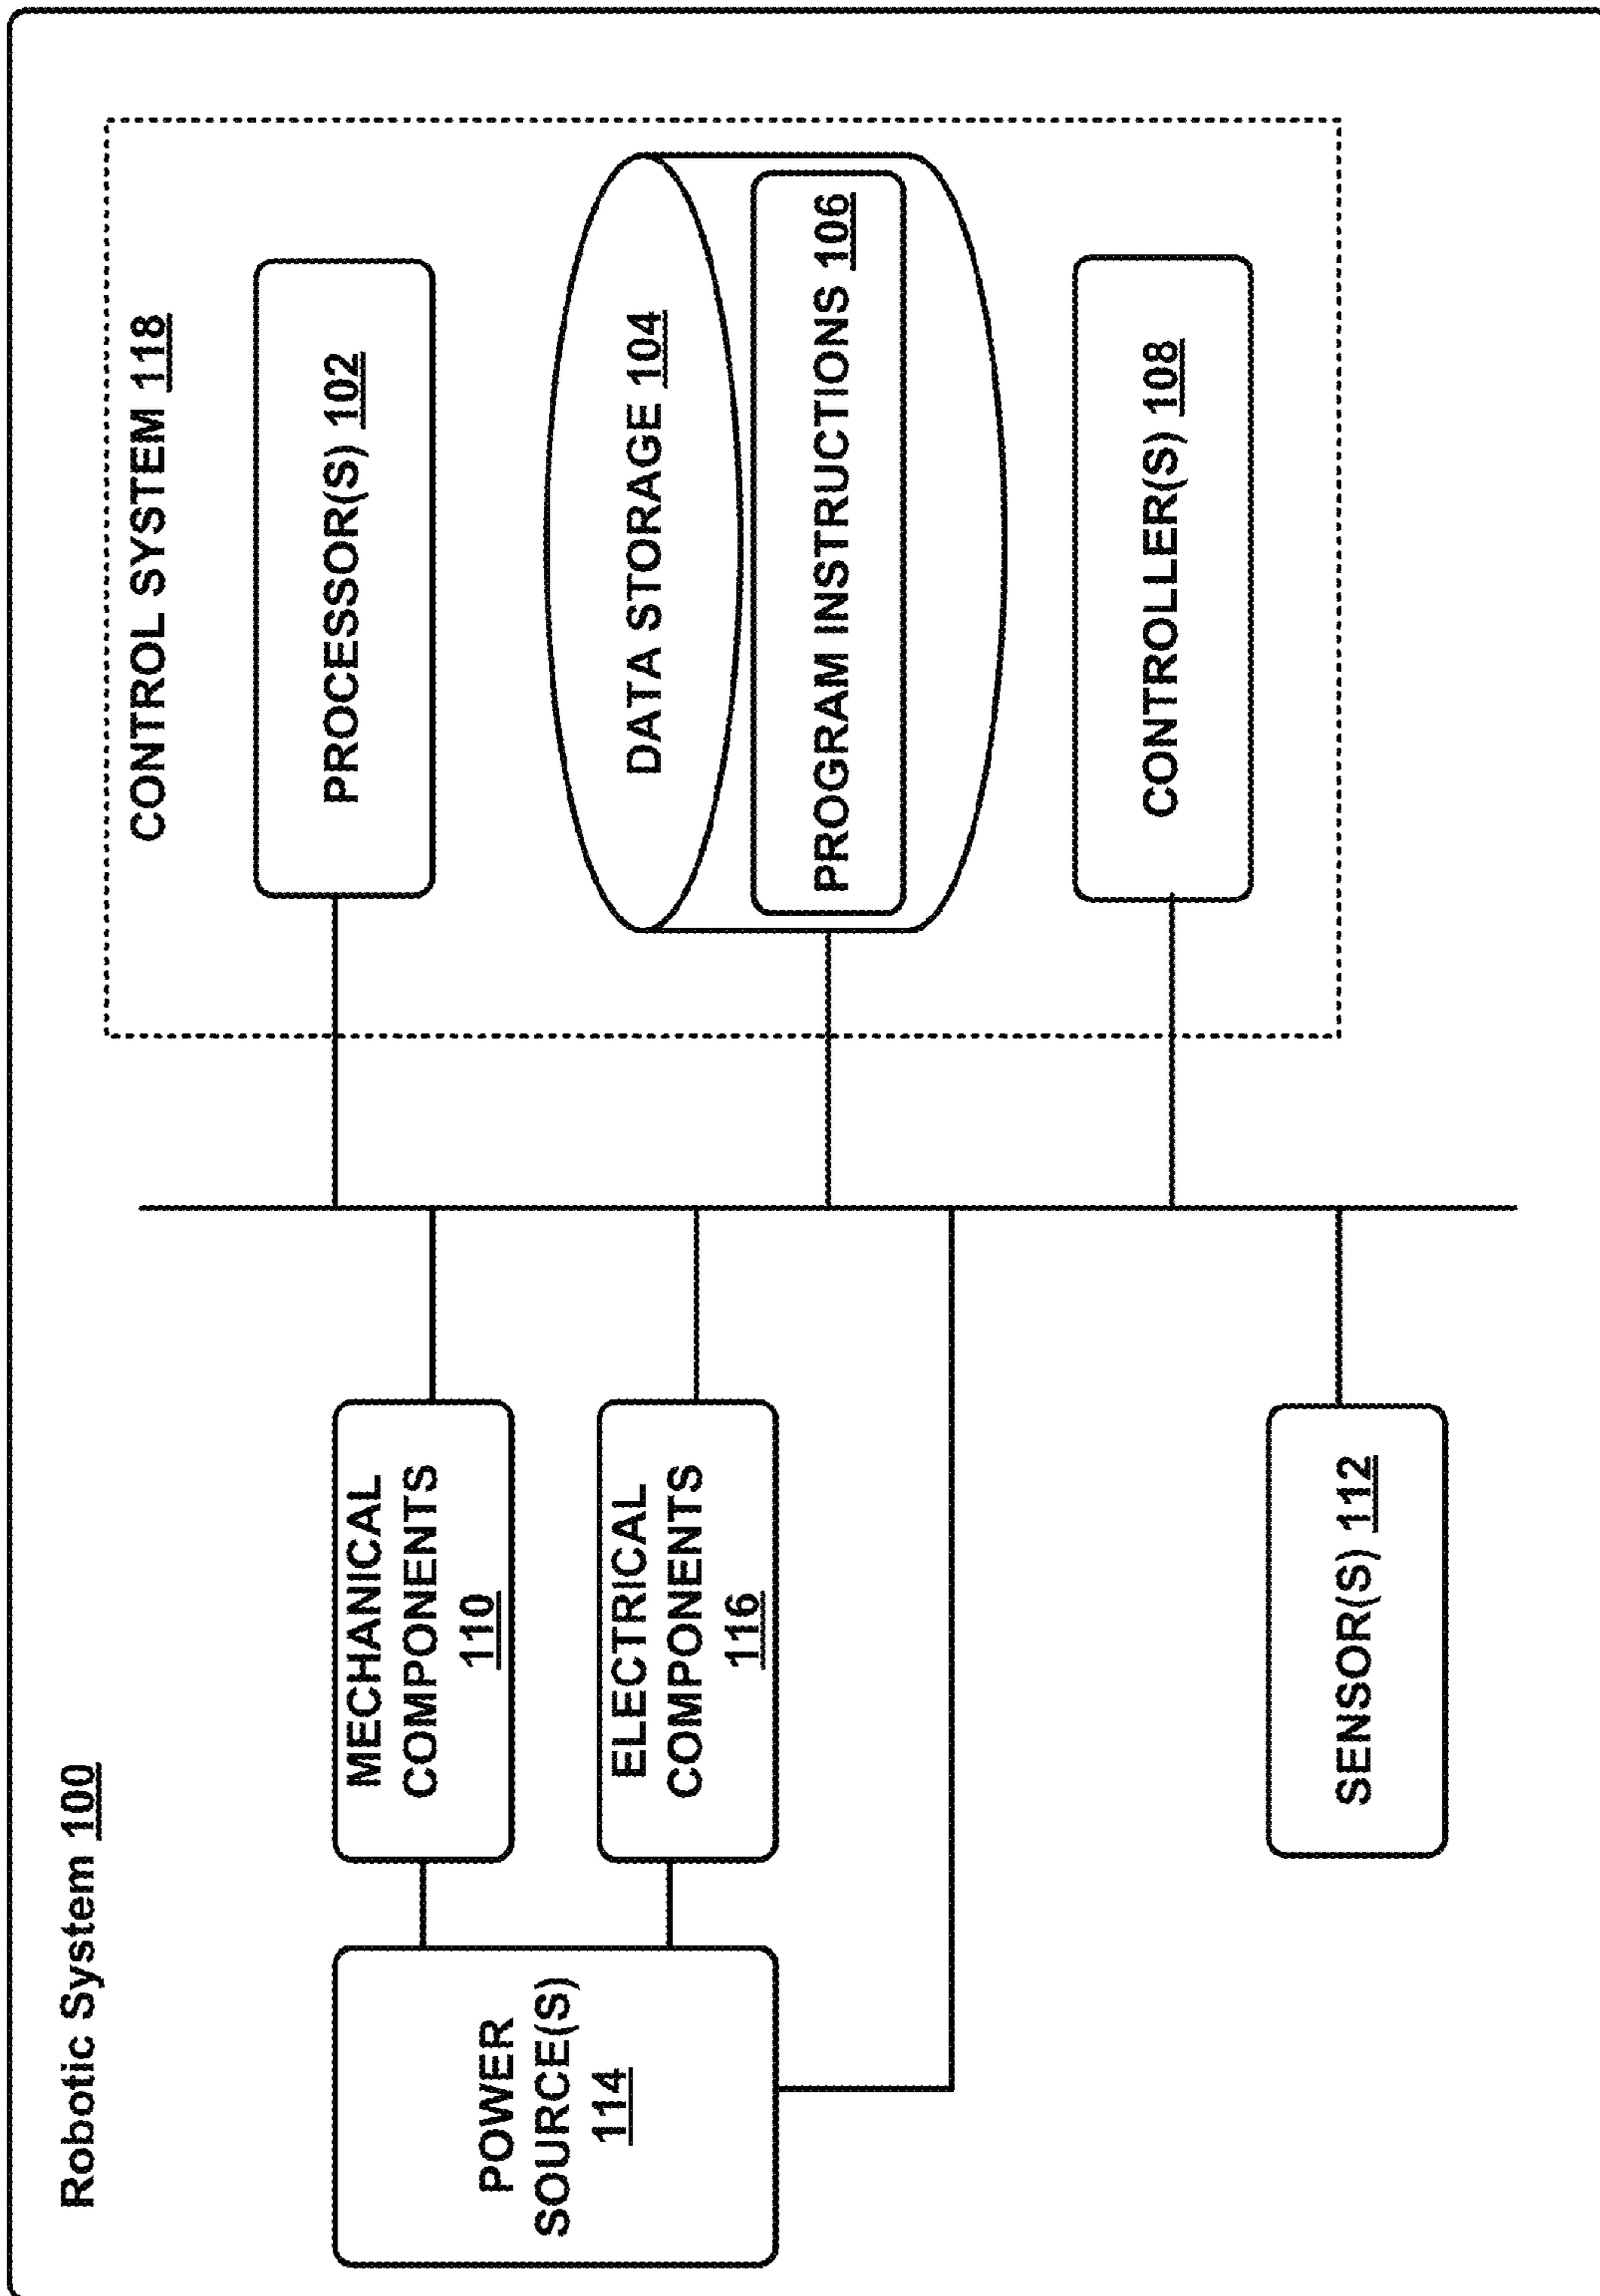 Robotic System 100
CONTROL SYSTEM 118
POWER
SOURCE(S)
114
MECHANICAL
COMPONENTS
110
ELECTRICAL
COMPONENTS
116
SENSOR(S) 112
PROCESSOR(S) 102
DATA STORAGE 104
PROGRAM INSTRUCTIONS 106
CONTROLLER(S) 108